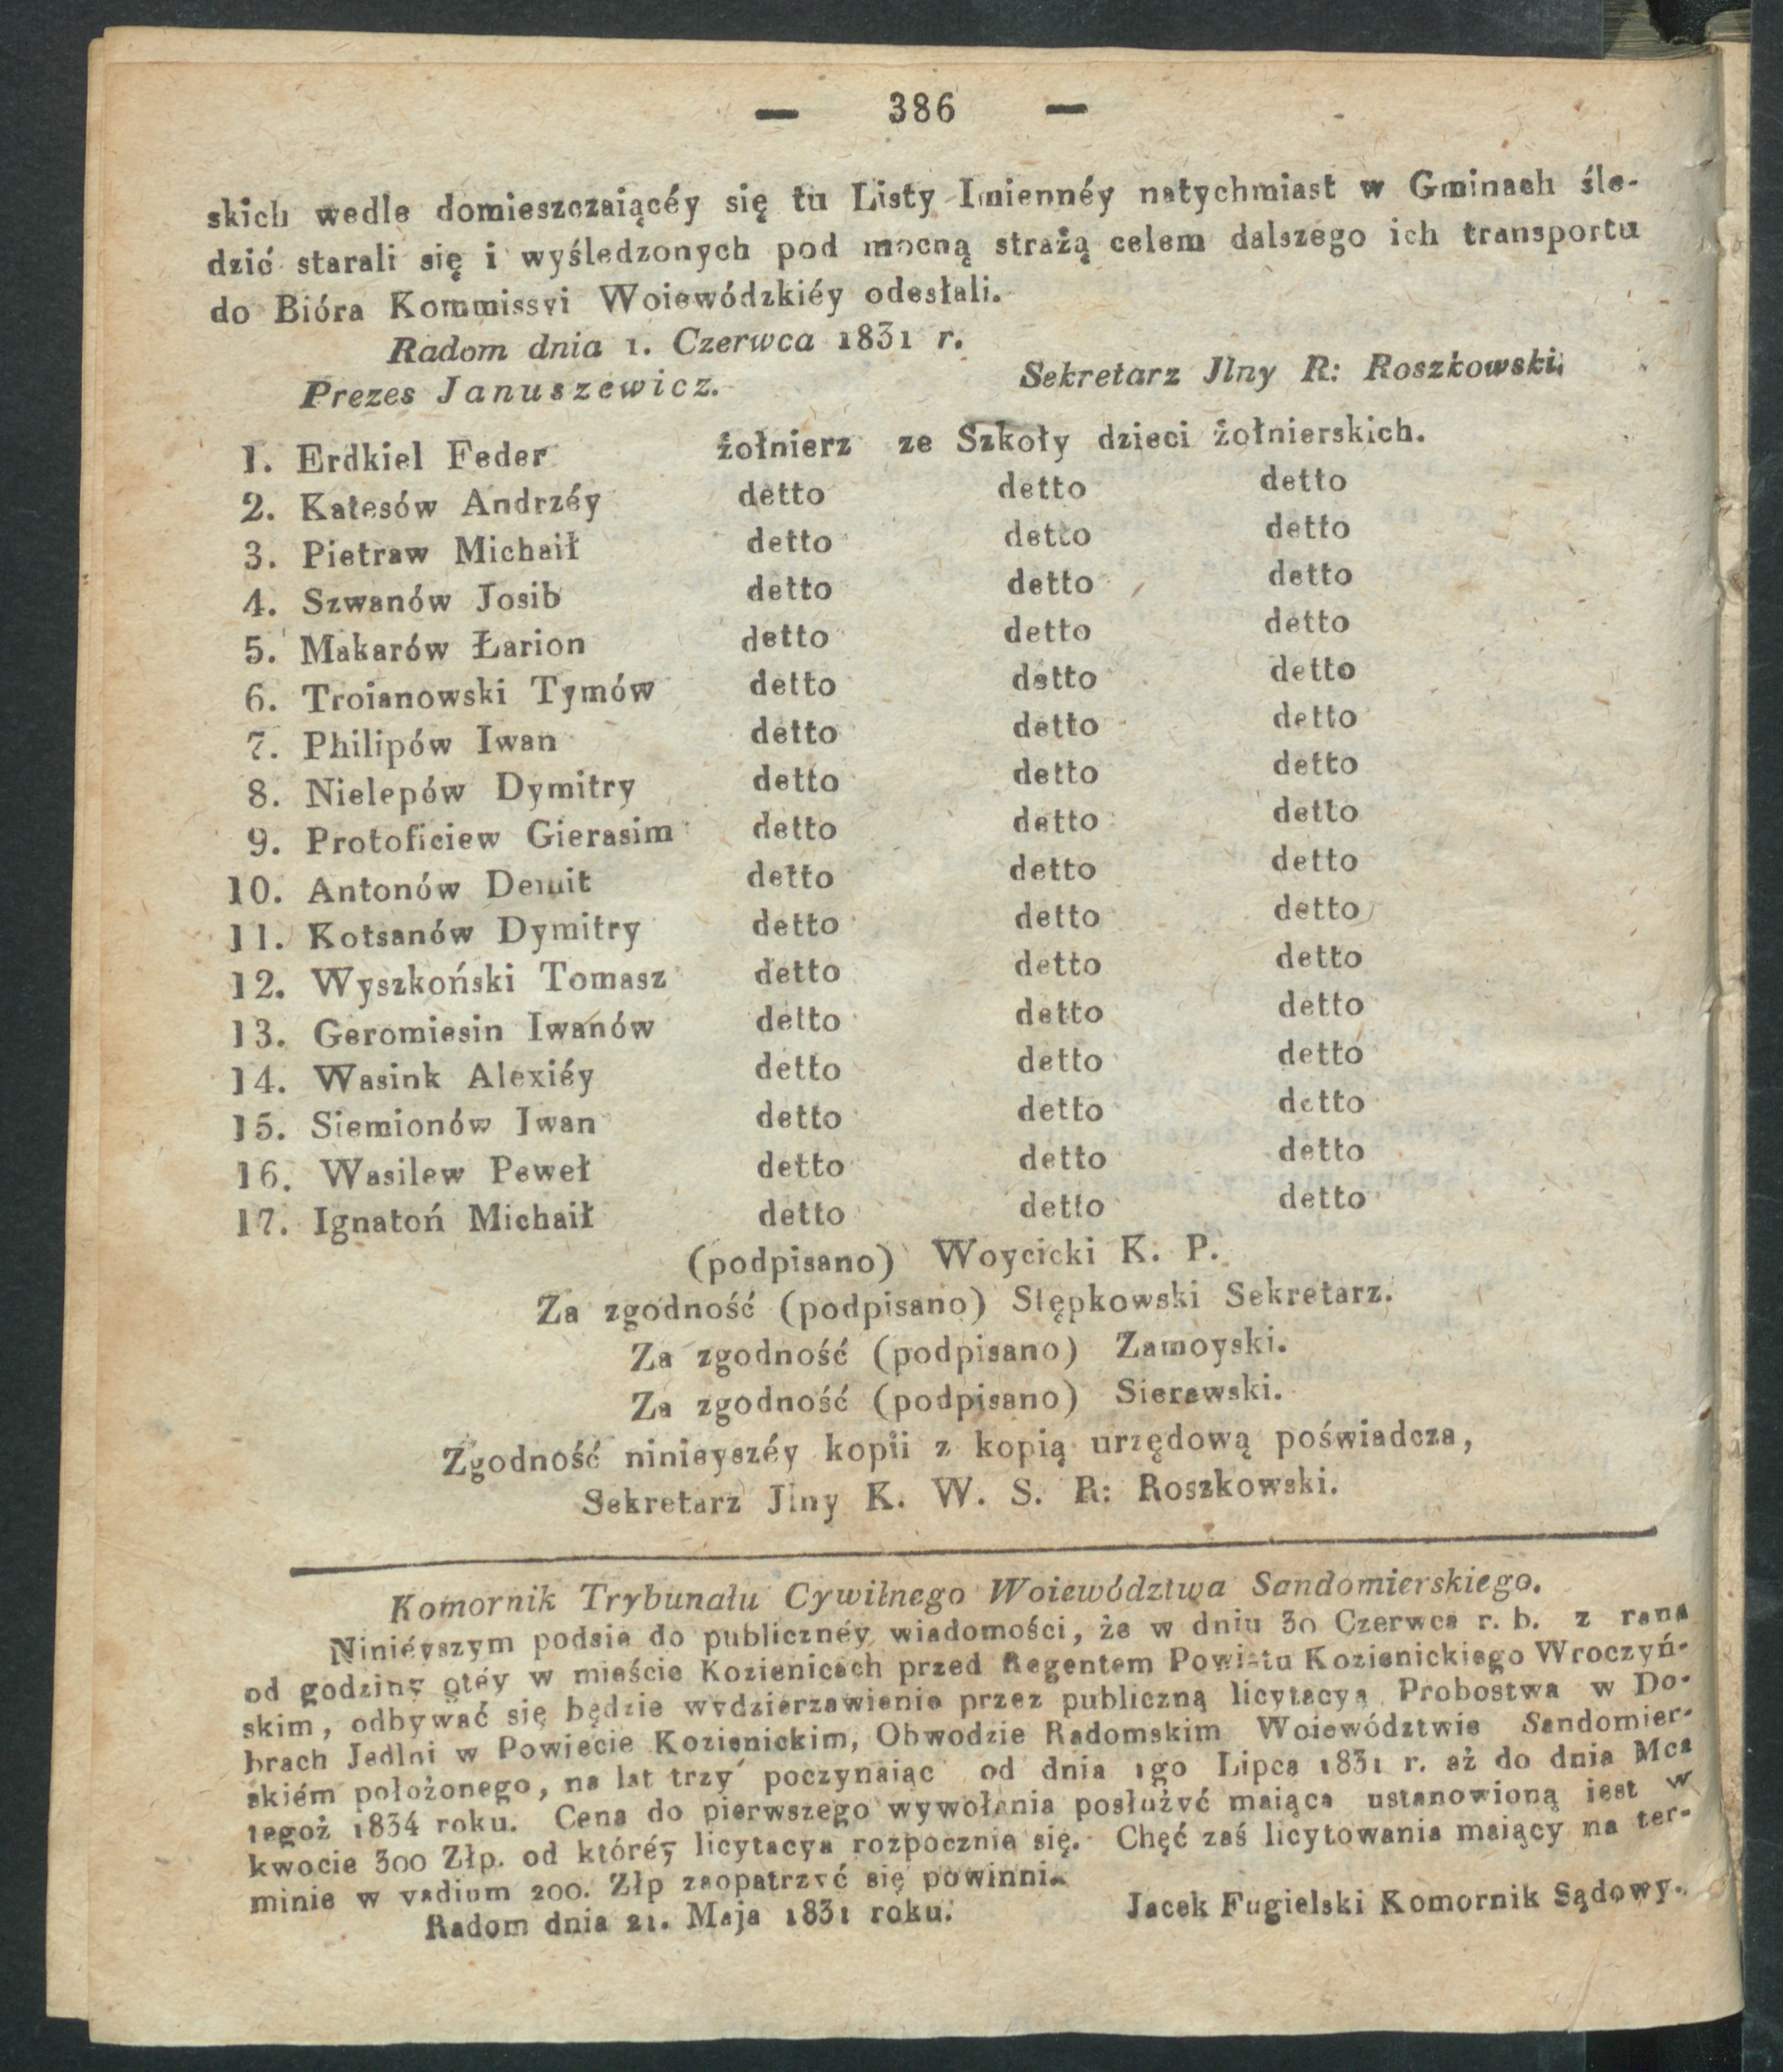 — 386 —
skich wedle domieszczaiącéy się tu Listy Imiennéy natychmiast w Gminach śle-
dzić starali się i wyśledzonych pod mocną strażą celem dalszego ich transportu
do Bióra Kommissyi Woiewódzkiéy odesłali.
Radom dnia 1. Czerwca 1831 r.
Prezes Januszewicz. Sekretarz Jlny R: Roszkowski.
1. Erdkiel Feder żołnierz ze Szkoły dzieci żołnierskich.
2. Katesów Andrzéy detto detto detto
3. Pietraw Michaił detto detto detto
4. Szwanów Josib detto detto detto
5. Makarów Łarion detto detto detto
6. Troianowski Tymów detto detto detto
7. Philipów Iwan detto detto detto
8. Nielepów Dymitry detto detto detto
9. Protoficiew Gierasim detto detto detto
10. Antonów Demit detto detto detto
11. Kotsanów Dymitry detto detto detto
12. Wyszkoński Tomasz detto detto detto
13. Geromiesin Iwanów detto detto detto
14. Wasink Alexiéy detto detto detto
15. Siemionów Iwan detto detto detto
16. Wasilew Peweł detto detto detto
17. Ignatoń Michaił detto detto detto
(podpisano) Woycicki K. P.
Za zgodność (podpisano) Stępkowski Sekretarz.
Za zgodność (podpisano) Zamoyski.
Za zgodność (podpisano) Sierawski.
Zgodność ninieyszéy kopii z kopią urzędową poświadcza,
Sekretarz Jlny K. W. S. R: Roszkowski.
Komornik Trybunału Cywilnego Woiewództwa Sandomierskiego.
Niniéyszym podaie do publicznéy wiadomości, że w dniu 30 Czerwca r. b. z rana
od godziny 9téy w mieście Kozienicach przed Regentem Powiatu Kozienickiego Wroczyń-
skim, odbywać się będzie wydzierzawienie przez publiczną licytacyą Probostwa w Do-
brach Jedlni w Powiecie Kozienickim, Obwodzie Radomskim Woiewództwie Sandomier-
skiém położonego, na lat trzy poczynaiąc od dnia 1go Lipca 1831 r. aż do dnia Mca
tegoż 1834 roku. Cena do pierwszego wywołania posłużyć maiąca ustanowioną iest w
kwocie 300 Złp. od któréy licytacya rozpocznie się. Chęć zaś licytowania maiący na ter-
minie w vadium 200. Złp zaopatrzyć się powinni.
Radom dnia 21. Maja 1831 roku. Jacek Fugielski Komornik Sądowy.